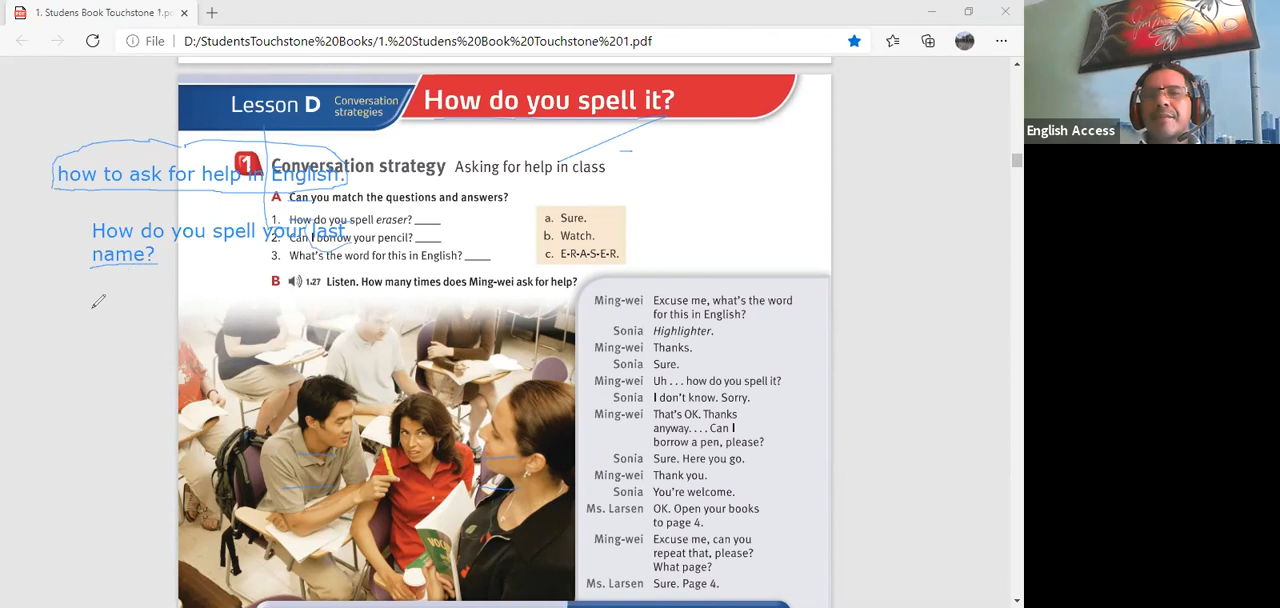 1. Studens Book Touchstone 1.p
File
D:/StudentsTouchstone%20Books/1.%20Studens%20Book%20Touchstone%201.pdf
Lesson D
Conversation
strategies
How do you spell it?
how to ask for help in English.
1 Conversation strategy Asking for help in class
A Can you match the questions and answers?
1. How do you spell eraser? _____
2. Can I borrow your pencil? _____
3. What's the word for this in English? _____
a. Sure.
b. Watch.
c. E-R-A-S-E-R.
How do you spell your last
name?
B 1.27 Listen. How many times does Ming-wei ask for help?
Ming-wei Excuse me, what's the word
for this in English?
Sonia Highlighter.
Ming-wei Thanks.
Sonia Sure.
Ming-wei Uh . . . how do you spell it?
Sonia I don't know. Sorry.
Ming-wei That's OK. Thanks
anyway. . . . Can I
borrow a pen, please?
Sonia Sure. Here you go.
Ming-wei Thank you.
Sonia You're welcome.
Ms. Larsen OK. Open your books
to page 4.
Ming-wei Excuse me, can you
repeat that, please?
What page?
Ms. Larsen Sure. Page 4.
English Access